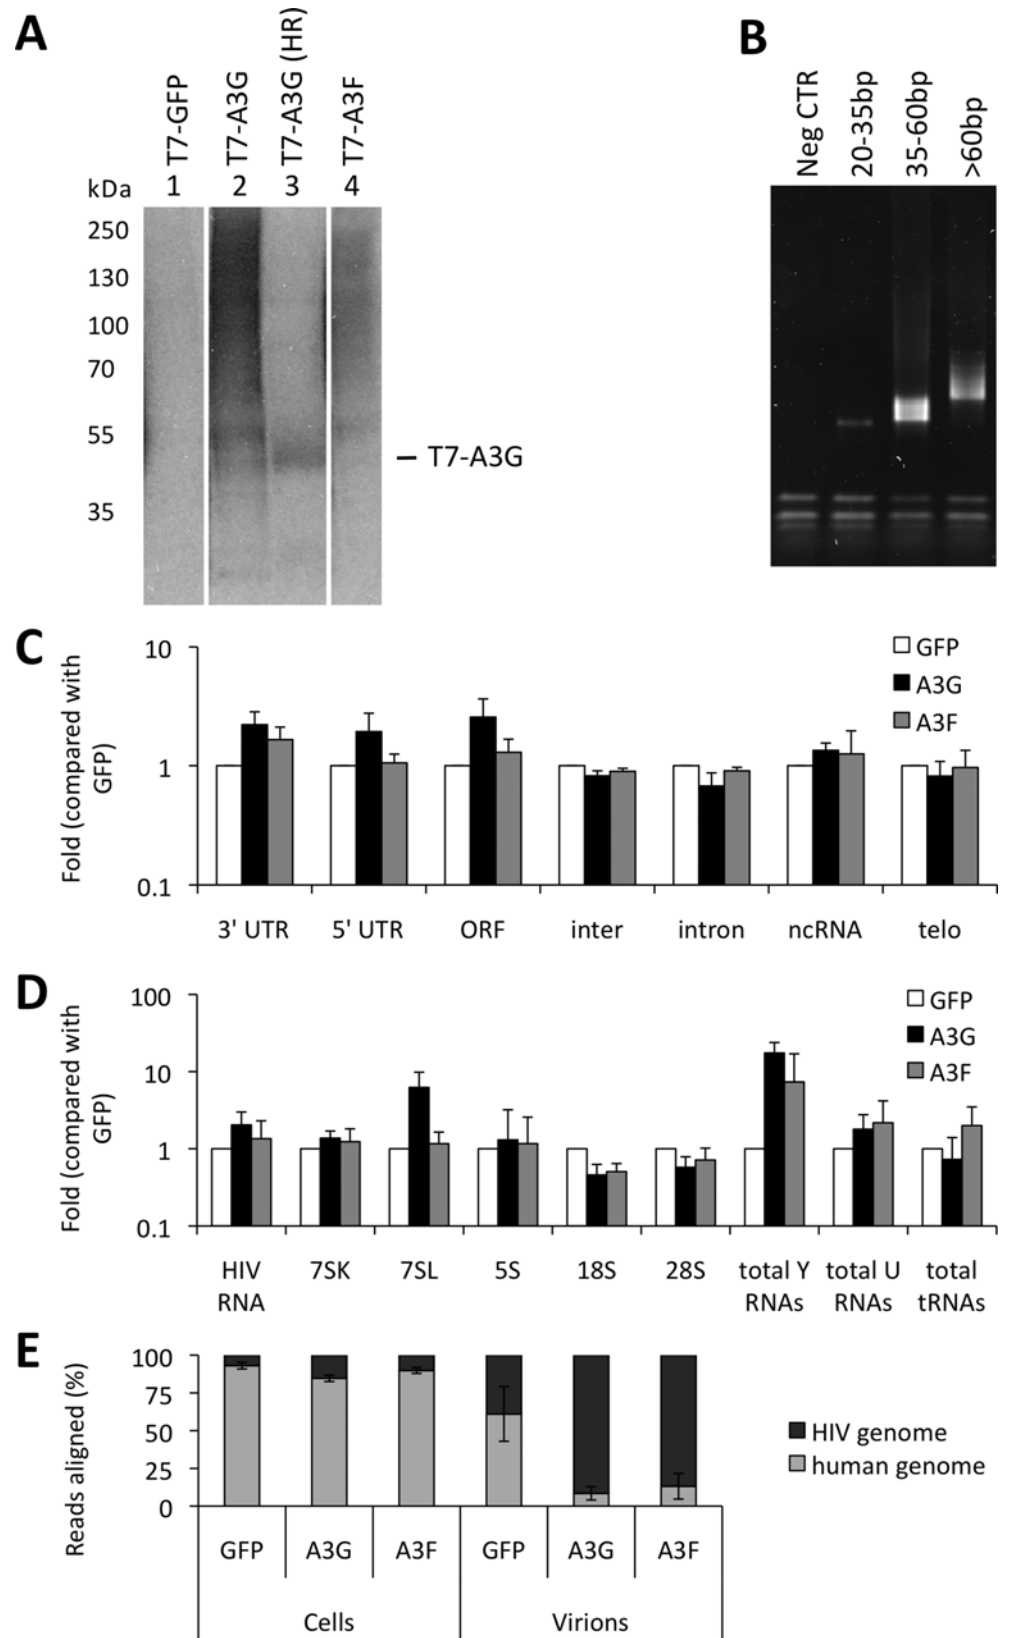 A
T7-GFP
T7-A3G
T7-A3G (HR)
T7-A3F
kDa
1
2
3
4
250
130
100
70
55
35
T7-A3G
B
Neg CTR
20-35bp
35-60bp
>60bp
C
Fold (compared with
GFP)
10
1
0.1
GFP
A3G
A3F
3' UTR
5' UTR
ORF
inter
intron
ncRNA
telo
D
Fold (compared with
GFP)
100
10
1
0.1
GFP
A3G
A3F
HIV
RNA
7SK
7SL
5S
18S
28S
total Y
RNAs
total U
RNAs
total
tRNAs
E
Reads aligned (%)
100
75
50
25
0
HIV genome
human genome
GFP
A3G
A3F
GFP
A3G
A3F
Cells
Virions